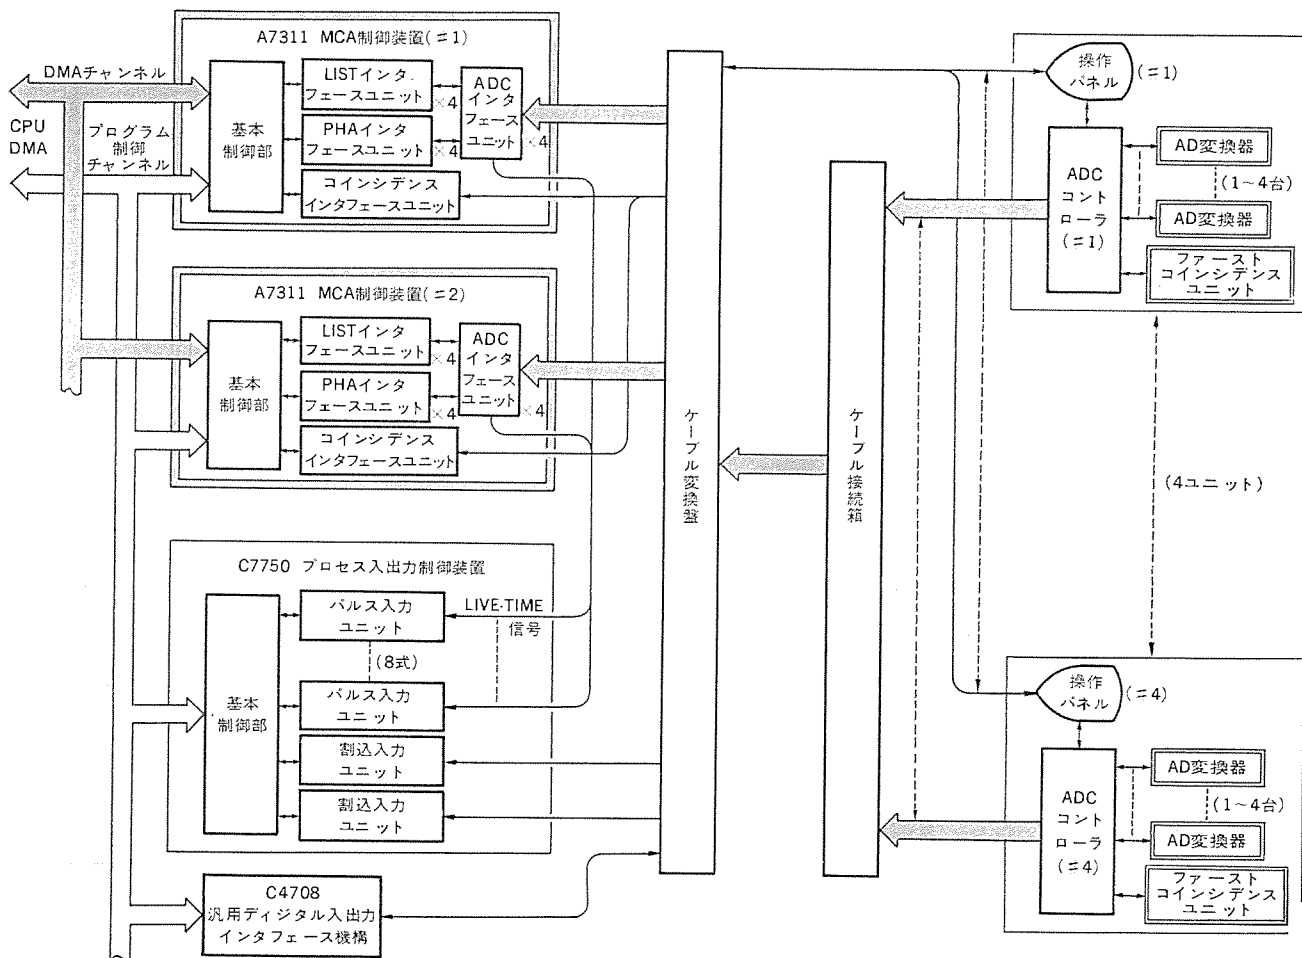 A7311 MCA制御装置(＃1)
DMAチャンネル
CPU
DMA
プログラム
制御
チャンネル
基本
制御部
LISTインタ
フェースユニット
×4
PHAインタ
フェースユニット
×4
コインシデンス
インタフェースユニット
ADC
インタ
フェース
ユニット
×4
A7311 MCA制御装置(＃2)
基本
制御部
LISTインタ
フェースユニット
×4
PHAインタ
フェースユニット
×4
コインシデンス
インタフェースユニット
ADC
インタ
フェース
ユニット
×4
C7750 プロセス入出力制御装置
基本
制御部
パルス入力
ユニット
(8式)
パルス入力
ユニット
割込入力
ユニット
割込入力
ユニット
LIVE-TIME
信号
C4708
汎用ディジタル入出力
インタフェース機構
ケーブル変換盤
ケーブル接続箱
操作
パネル
(＃1)
ADC
コント
ローラ
(＃1)
AD変換器
(1～4台)
AD変換器
ファースト
コインシデンス
ユニット
(4ユニット)
操作
パネル
(＃4)
ADC
コント
ローラ
(＃4)
AD変換器
(1～4台)
AD変換器
ファースト
コインシデンス
ユニット